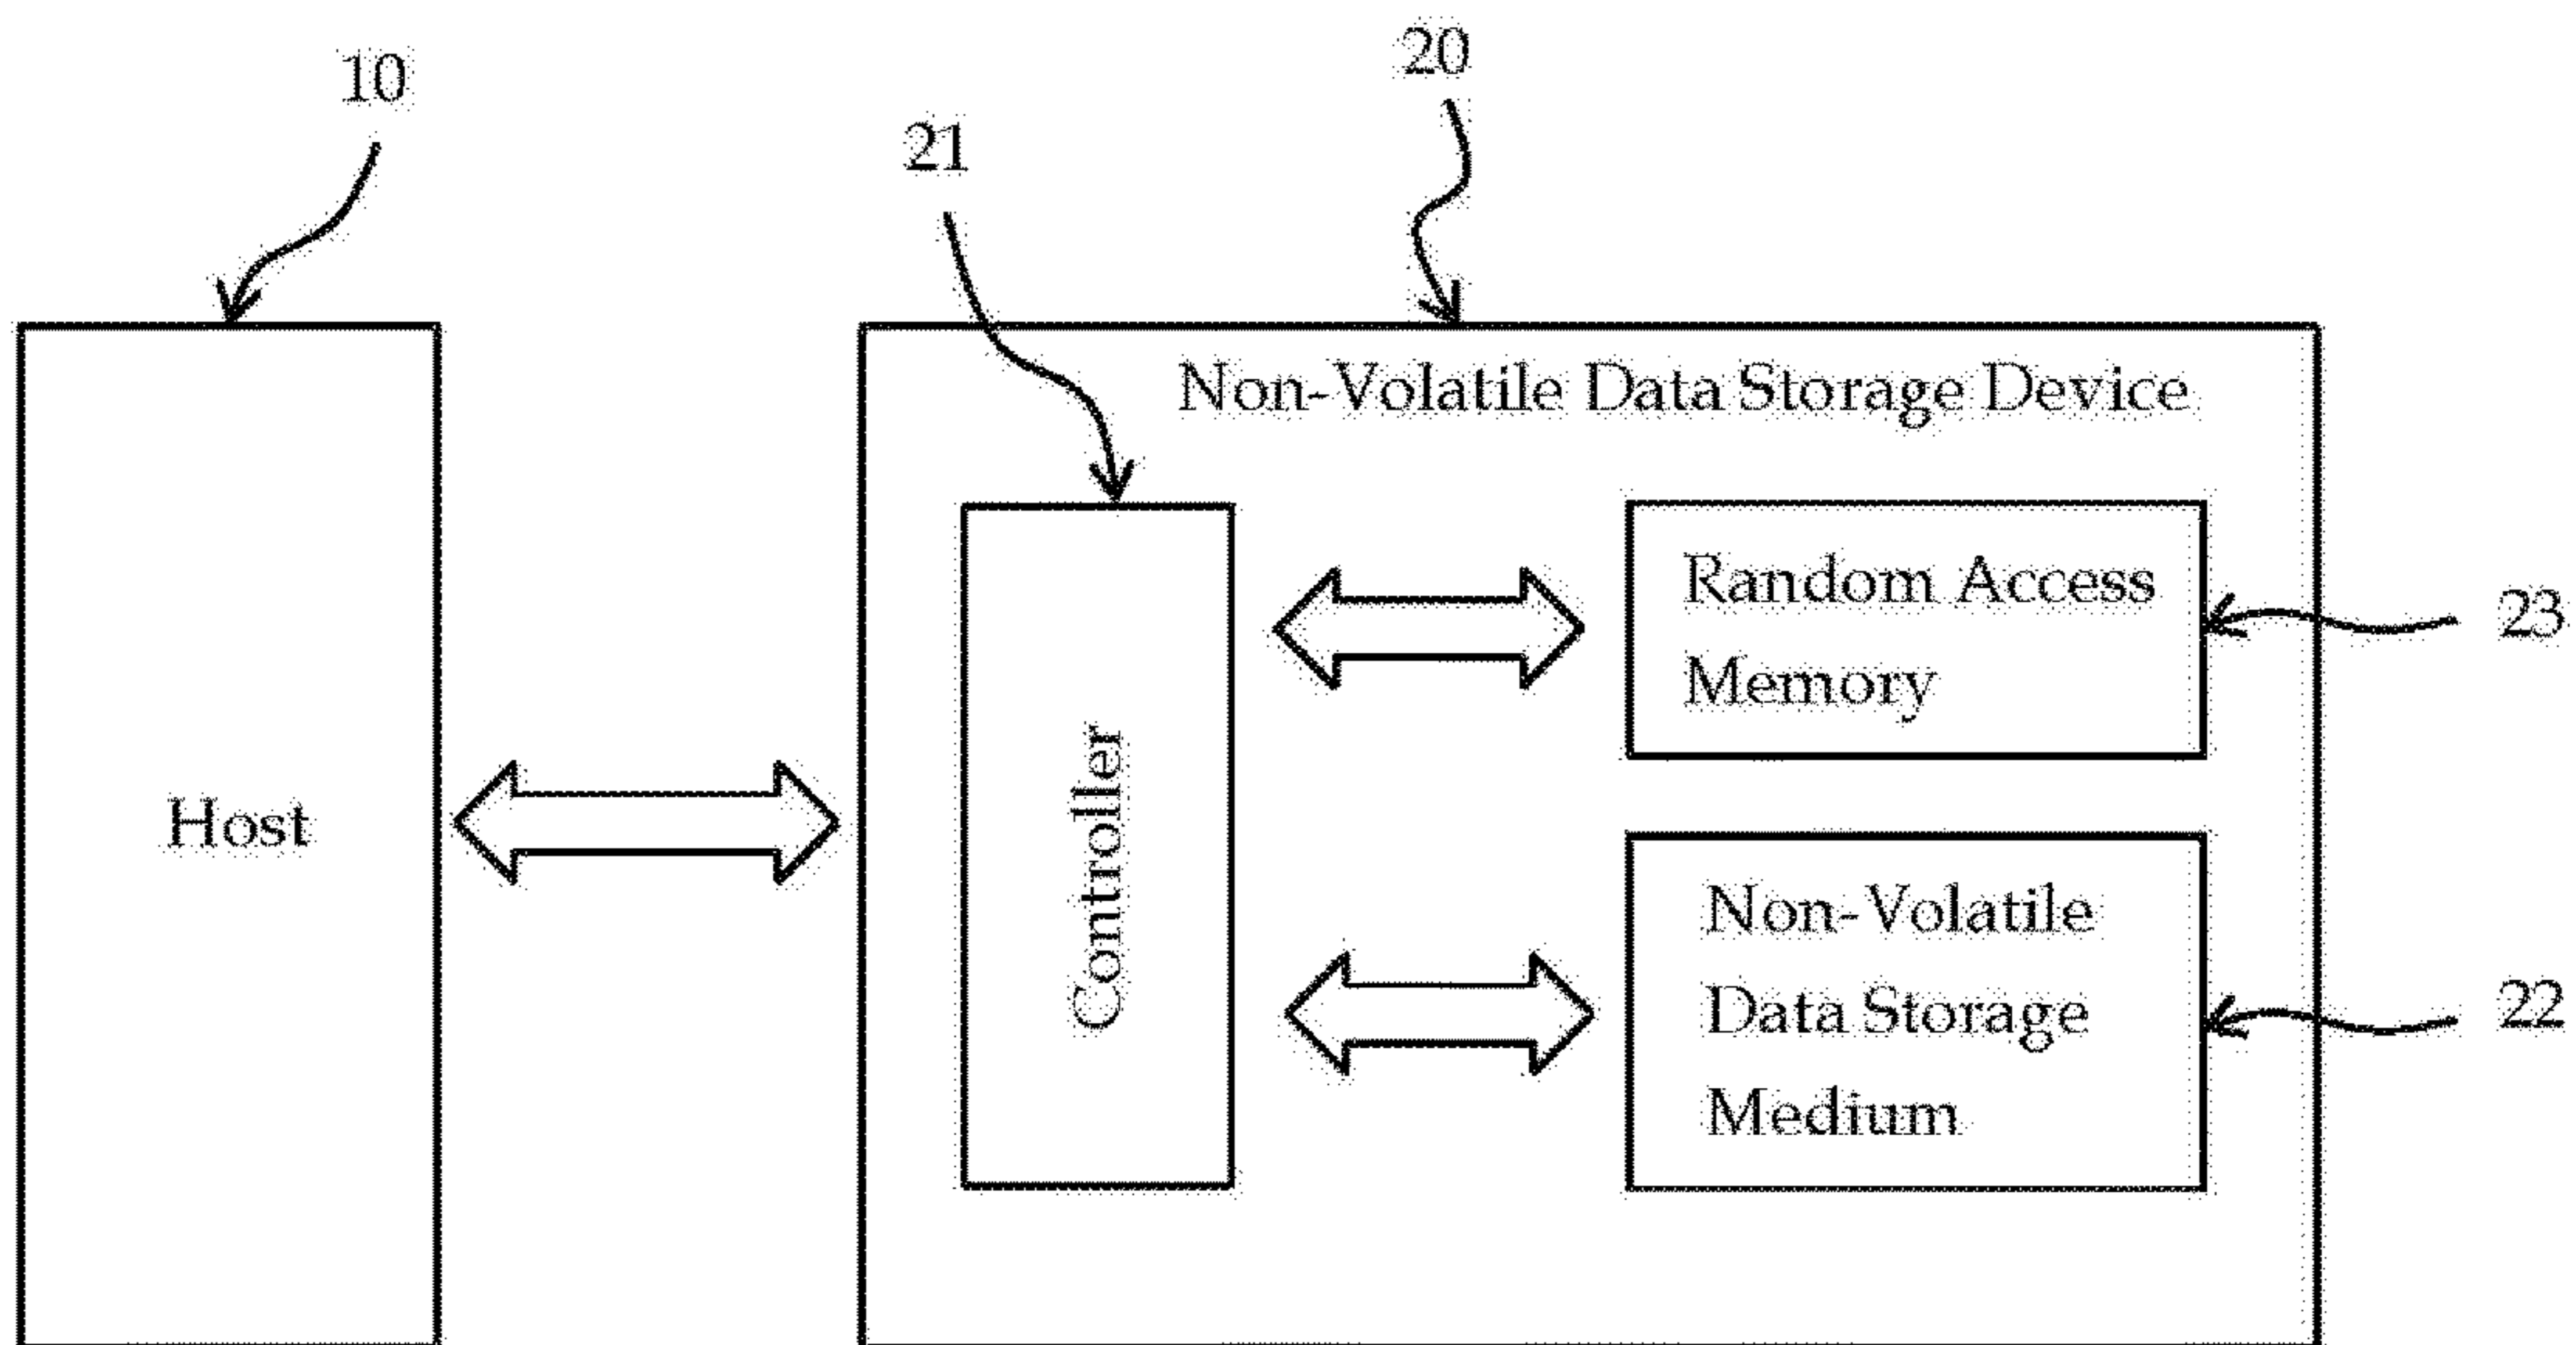 10
20
21
Non-Volatile Data Storage Device
Random Access
Memory
23
Host
Controller
Non-Volatile
Data Storage
Medium
22